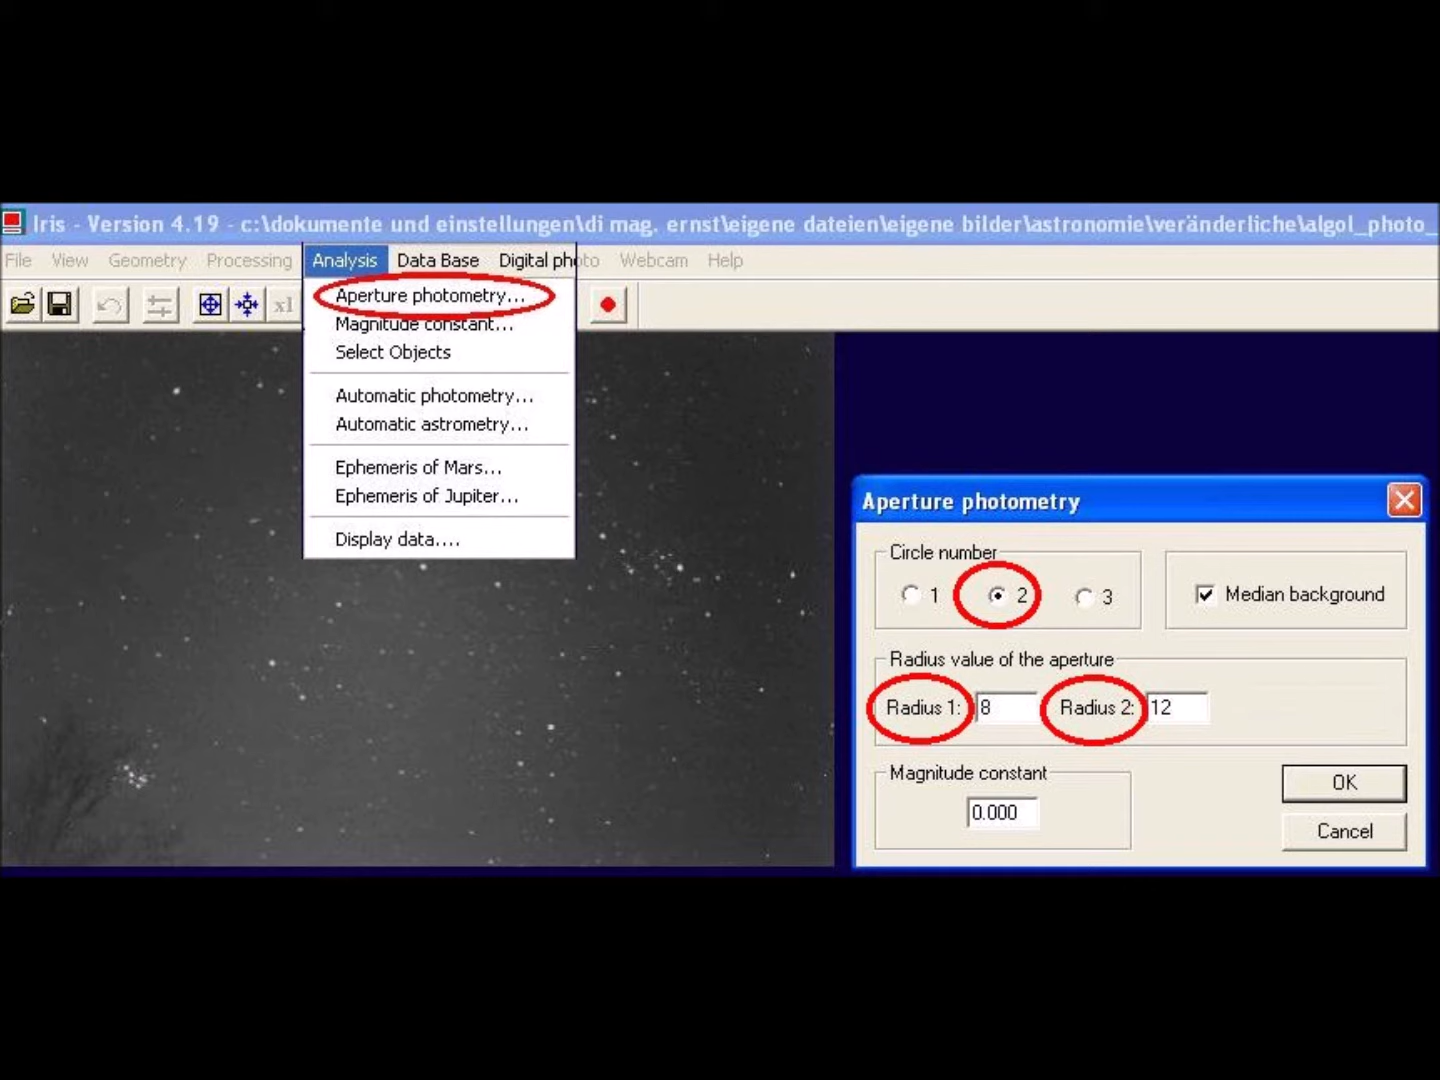 Iris - Version 4.19 - c:\dokumente und einstellungen\di mag. ernst\eigene dateien\eigene bilder\astronomie\veränderliche\algol_photo_
File View Geometry Processing Analysis Data Base Digital photo Webcam Help
x1
Aperture photometry...
Magnitude constant...
Select Objects
Automatic photometry...
Automatic astrometry...
Ephemeris of Mars...
Ephemeris of Jupiter...
Display data....
Aperture photometry
Circle number
1 2 3
Median background
Radius value of the aperture
Radius 1: 8 Radius 2: 12
Magnitude constant
0.000
OK
Cancel